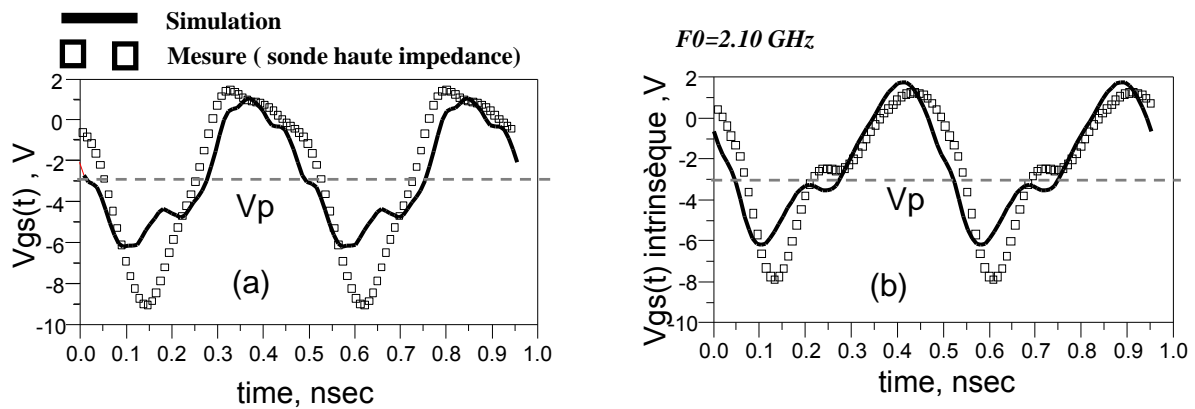 Simulation
Mesure ( sonde haute impedance)
F0=2.10 GHz
Vgs(t) , V
2
0
-2
-4
-6
-8
-10
Vp
(a)
0.0 0.1 0.2 0.3 0.4 0.5 0.6 0.7 0.8 0.9 1.0
time, nsec
Vgs(t) intrinsèque ,V
2
0
-2
-4
-6
-8
-10
Vp
(b)
0.0 0.1 0.2 0.3 0.4 0.5 0.6 0.7 0.8 0.9 1.0
time, nsec